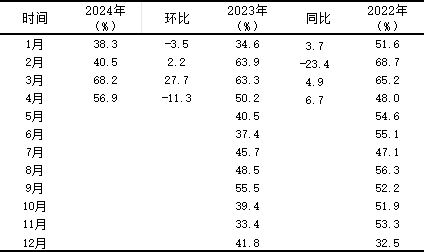 时间 2024年（%） 环比 2023年（%） 同比 2022年（%）
1月 38.3 -3.5 34.6 3.7 51.6
2月 40.5 2.2 63.9 -23.4 68.7
3月 68.2 27.7 63.3 4.9 65.2
4月 56.9 -11.3 50.2 6.7 48.0
5月 40.5 54.6
6月 37.4 55.1
7月 45.7 47.1
8月 48.5 56.3
9月 55.5 52.2
10月 39.4 51.9
11月 33.4 53.3
12月 41.8 32.5